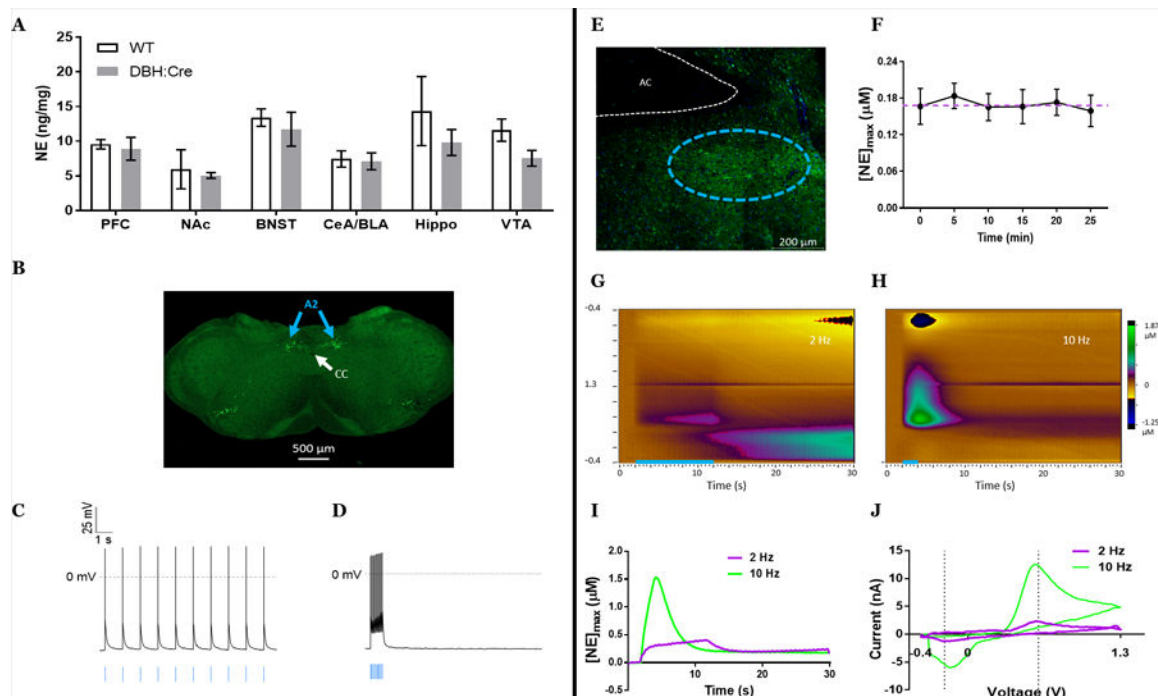 A
WT
DBH:Cre
NE (ng/mg)
25
20
15
10
5
0
PFC NAc BNST CeA/BLA Hippo VTA
B
A2
CC
500 µm
C
25 mV
1 s
0 mV
D
0 mV
E
AC
200 µm
F
[NE]max (µM)
0.24
0.18
0.12
0.06
0.00
0 5 10 15 20 25
Time (min)
G
-0.4
1.3
-0.4
2 Hz
0 10 20 30
Time (s)
H
10 Hz
0 10 20 30
Time (s)
1.87
µM
0
-1.25
µM
I
2 Hz
10 Hz
[NE]max (µM)
2.0
1.5
1.0
0.5
0.0
0 10 20 30
Time (s)
J
2 Hz
10 Hz
Current (nA)
15
10
5
0
-5
-10
-0.4 0 1.3
Voltage (V)